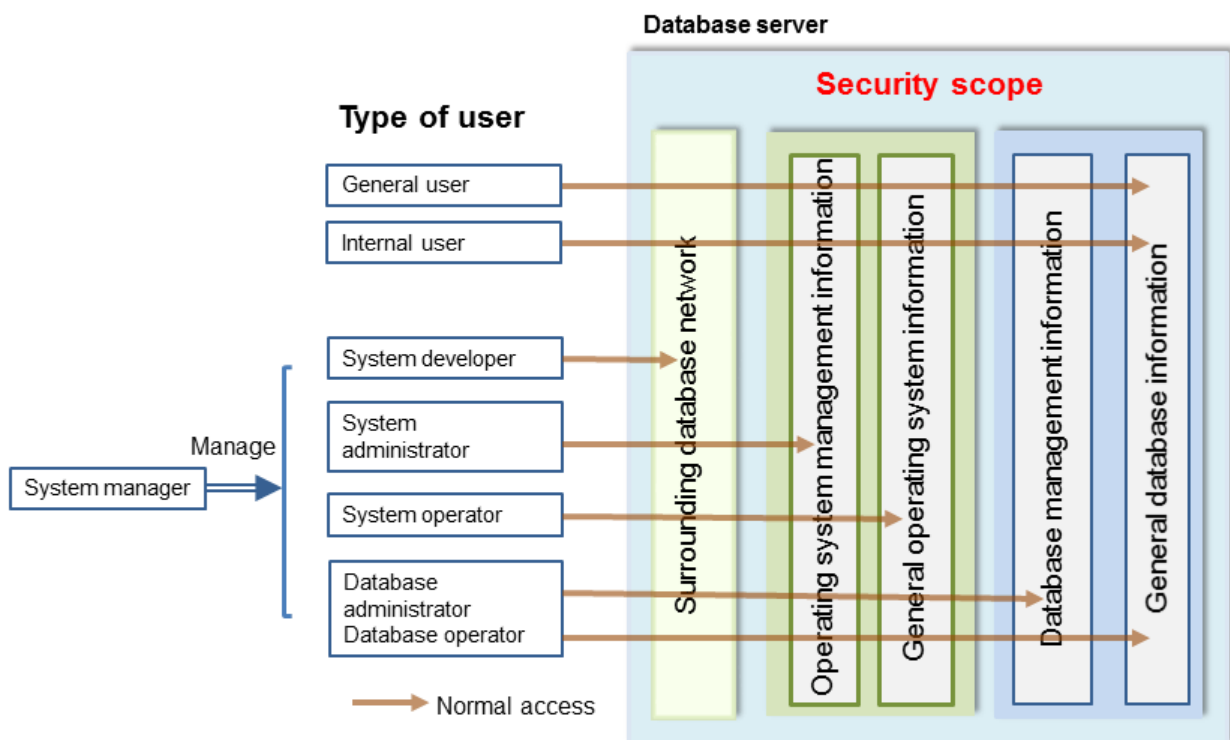 Database server
Security scope
Type of user
General user
Internal user
System developer
System
administrator
Manage
System manager
System operator
Database
administrator
Database operator
Normal access
Surrounding database network
Operating system management information
General operating system information
Database management information
General database information